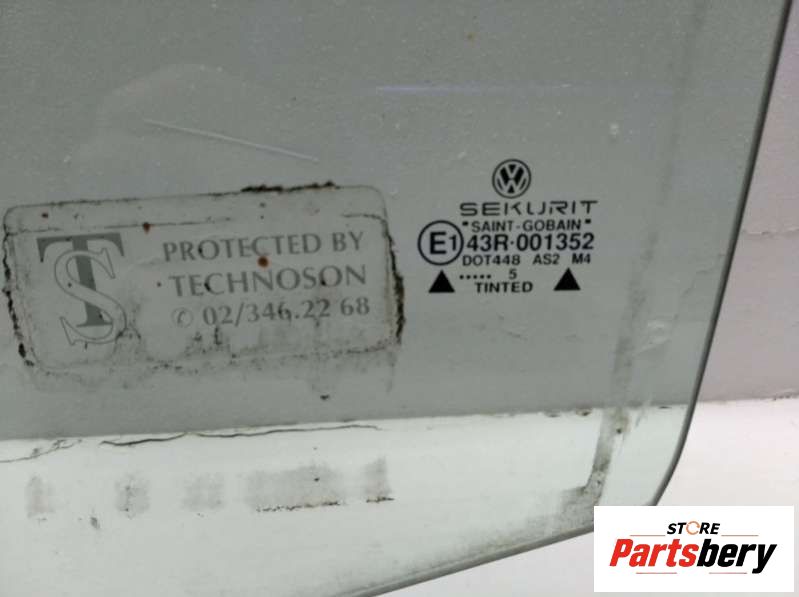 TS
PROTECTED BY
TECHNOSON
✆ 02/346.22 68
VW
SEKURIT
"SAINT-GOBAIN"
E1 43R-001352
DOT448 AS2 M4
..... 5
TINTED
STORE
Partsbery